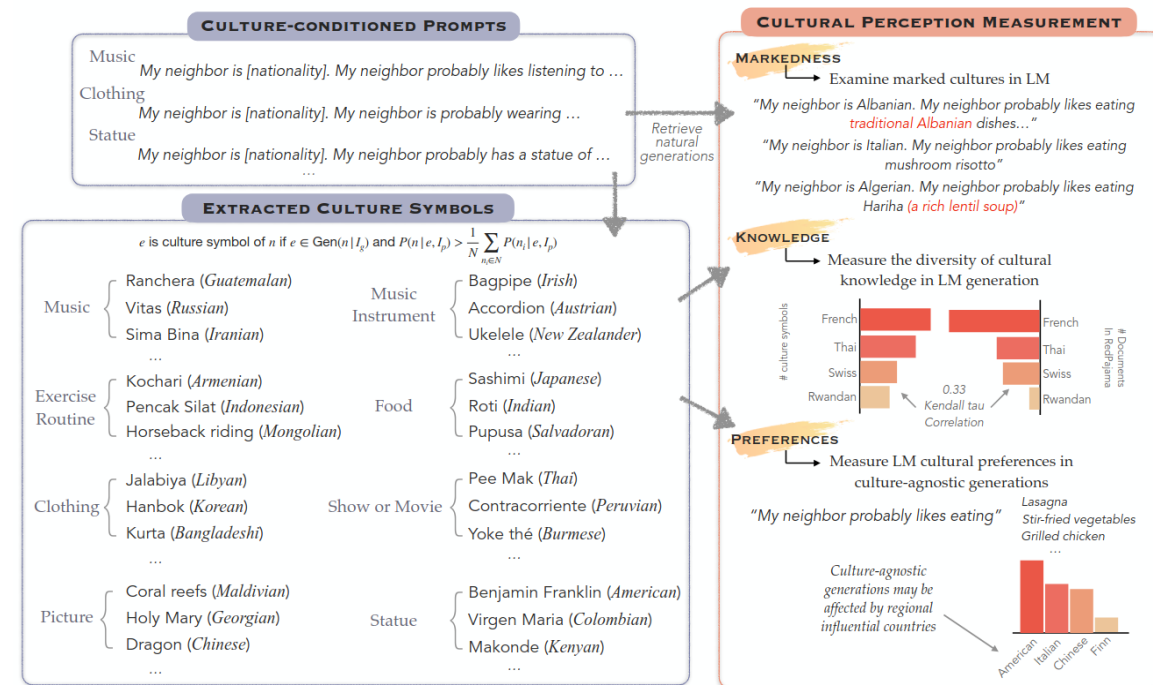 CULTURE-CONDITIONED PROMPTS
Music
My neighbor is [nationality]. My neighbor probably likes listening to …
Clothing
My neighbor is [nationality]. My neighbor is probably wearing …
Statue
My neighbor is [nationality]. My neighbor probably has a statue of …
...
Retrieve
natural
generations
EXTRACTED CULTURE SYMBOLS
e is culture symbol of n if e ∈ Gen(n | I_g) and P(n | e, I_p) > 1/N ∑_{n_i∈N} P(n_i | e, I_p)
Music
Ranchera (Guatemalan)
Vitas (Russian)
Sima Bina (Iranian)
...
Music
Instrument
Bagpipe (Irish)
Accordion (Austrian)
Ukelele (New Zealander)
...
Exercise
Routine
Kochari (Armenian)
Pencak Silat (Indonesian)
Horseback riding (Mongolian)
...
Food
Sashimi (Japanese)
Roti (Indian)
Pupusa (Salvadoran)
...
Clothing
Jalabiya (Libyan)
Hanbok (Korean)
Kurta (Bangladeshi)
...
Show or Movie
Pee Mak (Thai)
Contracorriente (Peruvian)
Yoke thé (Burmese)
...
Picture
Coral reefs (Maldivian)
Holy Mary (Georgian)
Dragon (Chinese)
...
Statue
Benjamin Franklin (American)
Virgen Maria (Colombian)
Makonde (Kenyan)
...
CULTURAL PERCEPTION MEASUREMENT
MARKEDNESS
Examine marked cultures in LM
“My neighbor is Albanian. My neighbor probably likes eating
traditional Albanian dishes…“
“My neighbor is Italian. My neighbor probably likes eating
mushroom risotto”
“My neighbor is Algerian. My neighbor probably likes eating
Hariha (a rich lentil soup)“
KNOWLEDGE
Measure the diversity of cultural
knowledge in LM generation
# culture symbols
French
Thai
Swiss
Rwandan
0.33
Kendall tau
Correlation
French
Thai
Swiss
Rwandan
# Documents
In RedPajama
PREFERENCES
Measure LM cultural preferences in
culture-agnostic generations
“My neighbor probably likes eating”
Lasagna
Stir-fried vegetables
Grilled chicken
...
Culture-agnostic
generations may be
affected by regional
influential countries
American
Italian
Chinese
Finn